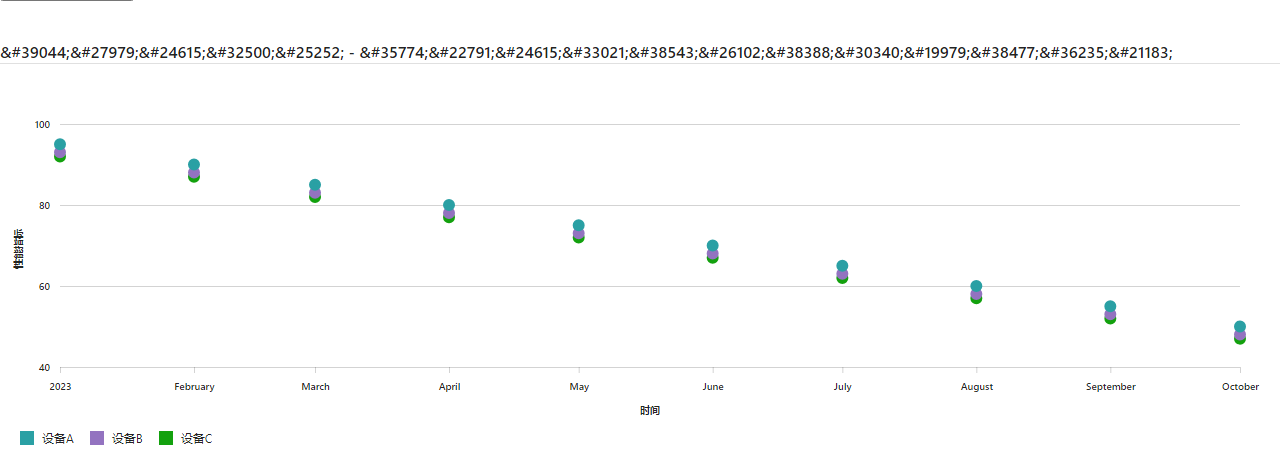 &#39044;&#27979;&#24615;&#32500;&#25252; - &#35774;&#22791;&#24615;&#33021;&#38543;&#26102;&#38388;&#30340;&#19979;&#38477;&#36235;&#21183;
100
80
60
40
性能指标
2023 February March April May June July August September October
时间
设备A 设备B 设备C